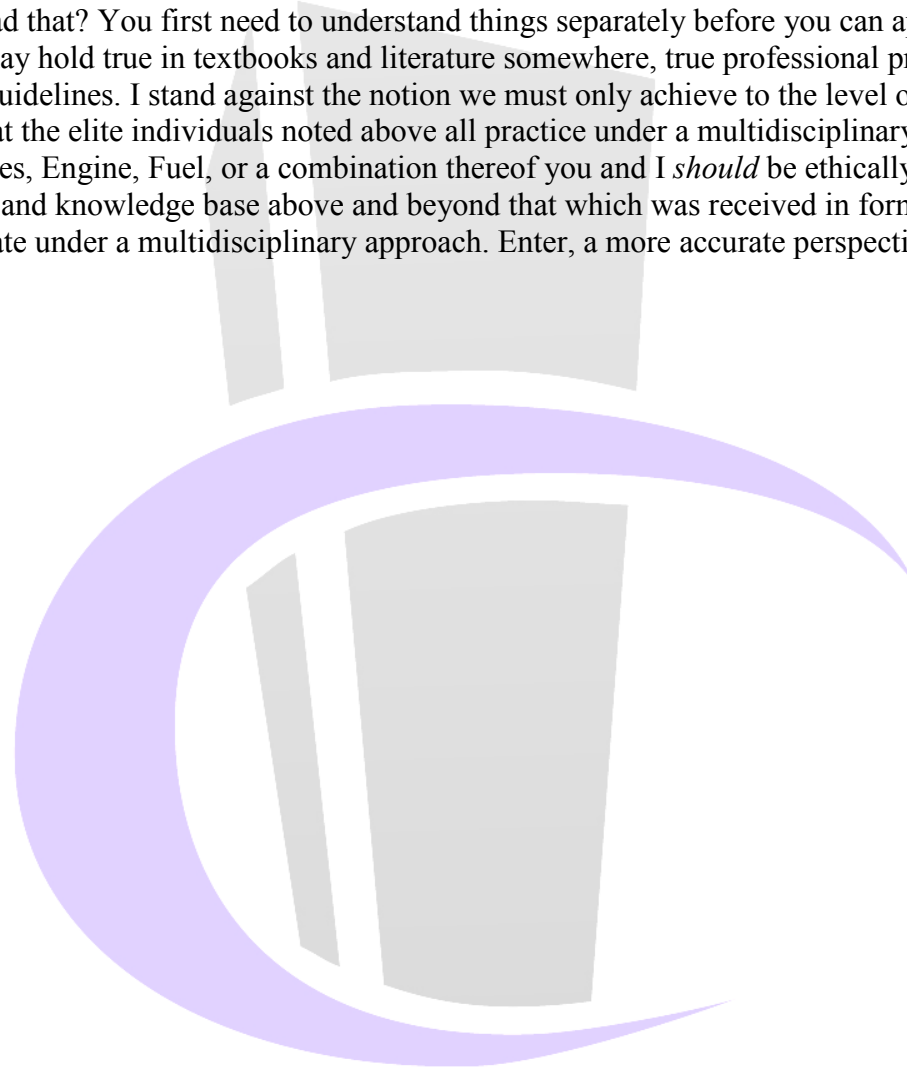 ad that? You first need to understand things separately before you can a
ay hold true in textbooks and literature somewhere, true professional p
uidelines. I stand against the notion we must only achieve to the level o
at the elite individuals noted above all practice under a multidisciplinary
es, Engine, Fuel, or a combination thereof you and I should be ethically
and knowledge base above and beyond that which was received in form
ate under a multidisciplinary approach. Enter, a more accurate perspecti